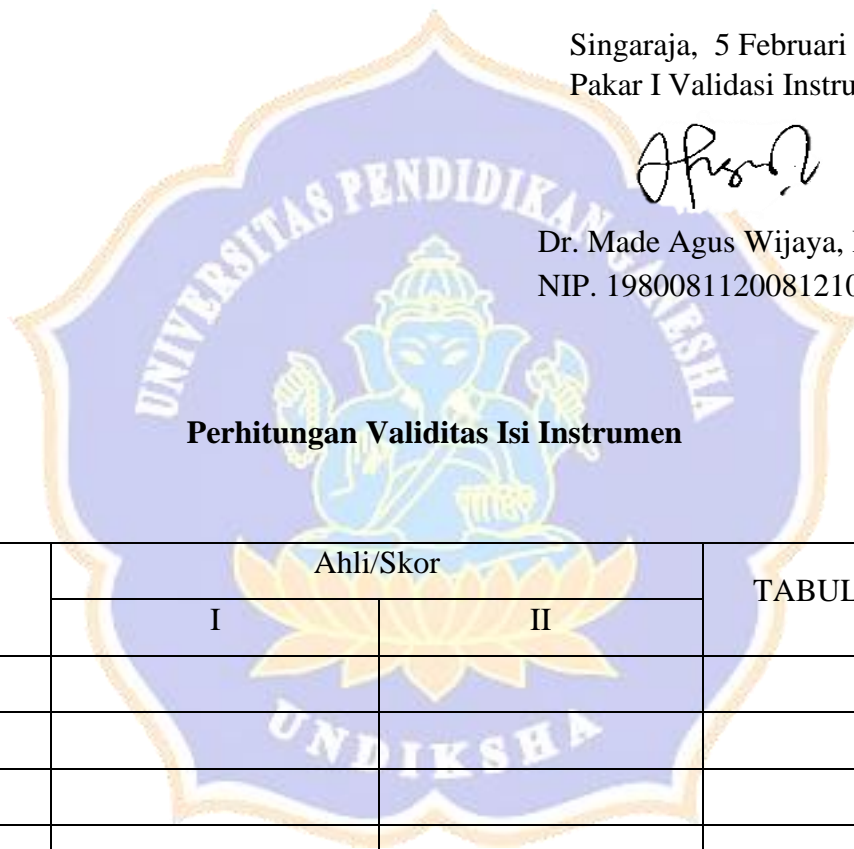 Singaraja, 5 Februari
Pakar I Validasi Instru
Dr. Made Agus Wijaya,
NIP. 1980081120081210
UNIVERSITAS PENDIDIKAN GANESHA
Perhitungan Validitas Isi Instrumen
Ahli/Skor
TABUL
I II
UNDIKSHA